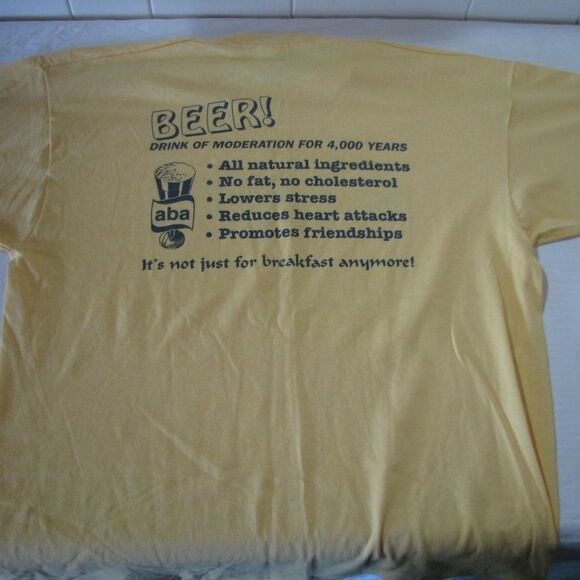 BEER!
DRINK OF MODERATION FOR 4,000 YEARS
• All natural ingredients
• No fat, no cholesterol
• Lowers stress
aba
• Reduces heart attacks
• Promotes friendships
It's not just for breakfast anymore!